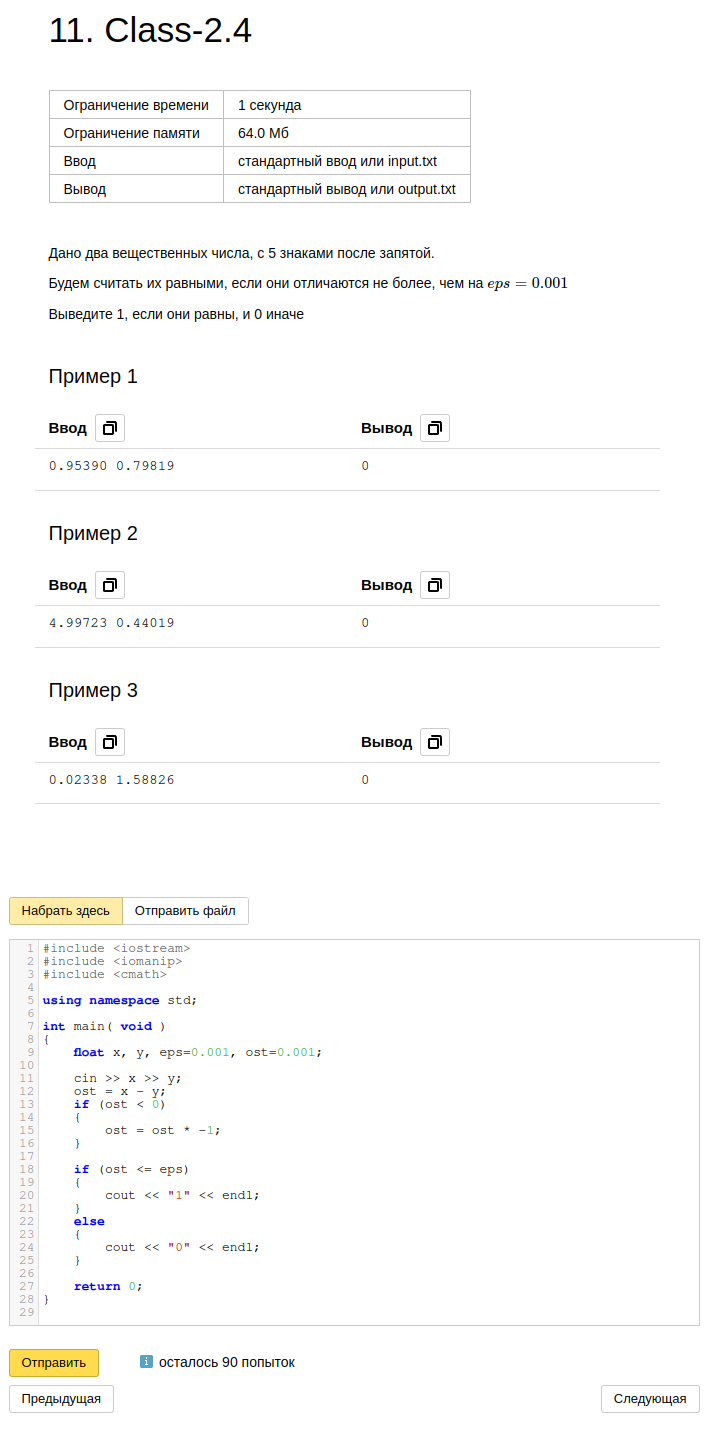 11. Class-2.4
Ограничение времени 1 секунда
Ограничение памяти 64.0 Мб
Ввод стандартный ввод или input.txt
Вывод стандартный вывод или output.txt
Дано два вещественных числа, с 5 знаками после запятой.
Будем считать их равными, если они отличаются не более, чем на eps = 0.001
Выведите 1, если они равны, и 0 иначе
Пример 1
Ввод Вывод
0.95390 0.79819 0
Пример 2
Ввод Вывод
4.99723 0.44019 0
Пример 3
Ввод Вывод
0.02338 1.58826 0
Набрать здесь Отправить файл
1 #include <iostream>
2 #include <iomanip>
3 #include <cmath>
4
5 using namespace std;
6
7 int main( void )
8 {
9     float x, y, eps=0.001, ost=0.001;
10
11     cin >> x >> y;
12     ost = x - y;
13     if (ost < 0)
14     {
15         ost = ost * -1;
16     }
17
18     if (ost <= eps)
19     {
20         cout << "1" << endl;
21     }
22     else
23     {
24         cout << "0" << endl;
25     }
26
27     return 0;
28 }
29
Отправить i осталось 90 попыток
Предыдущая Следующая